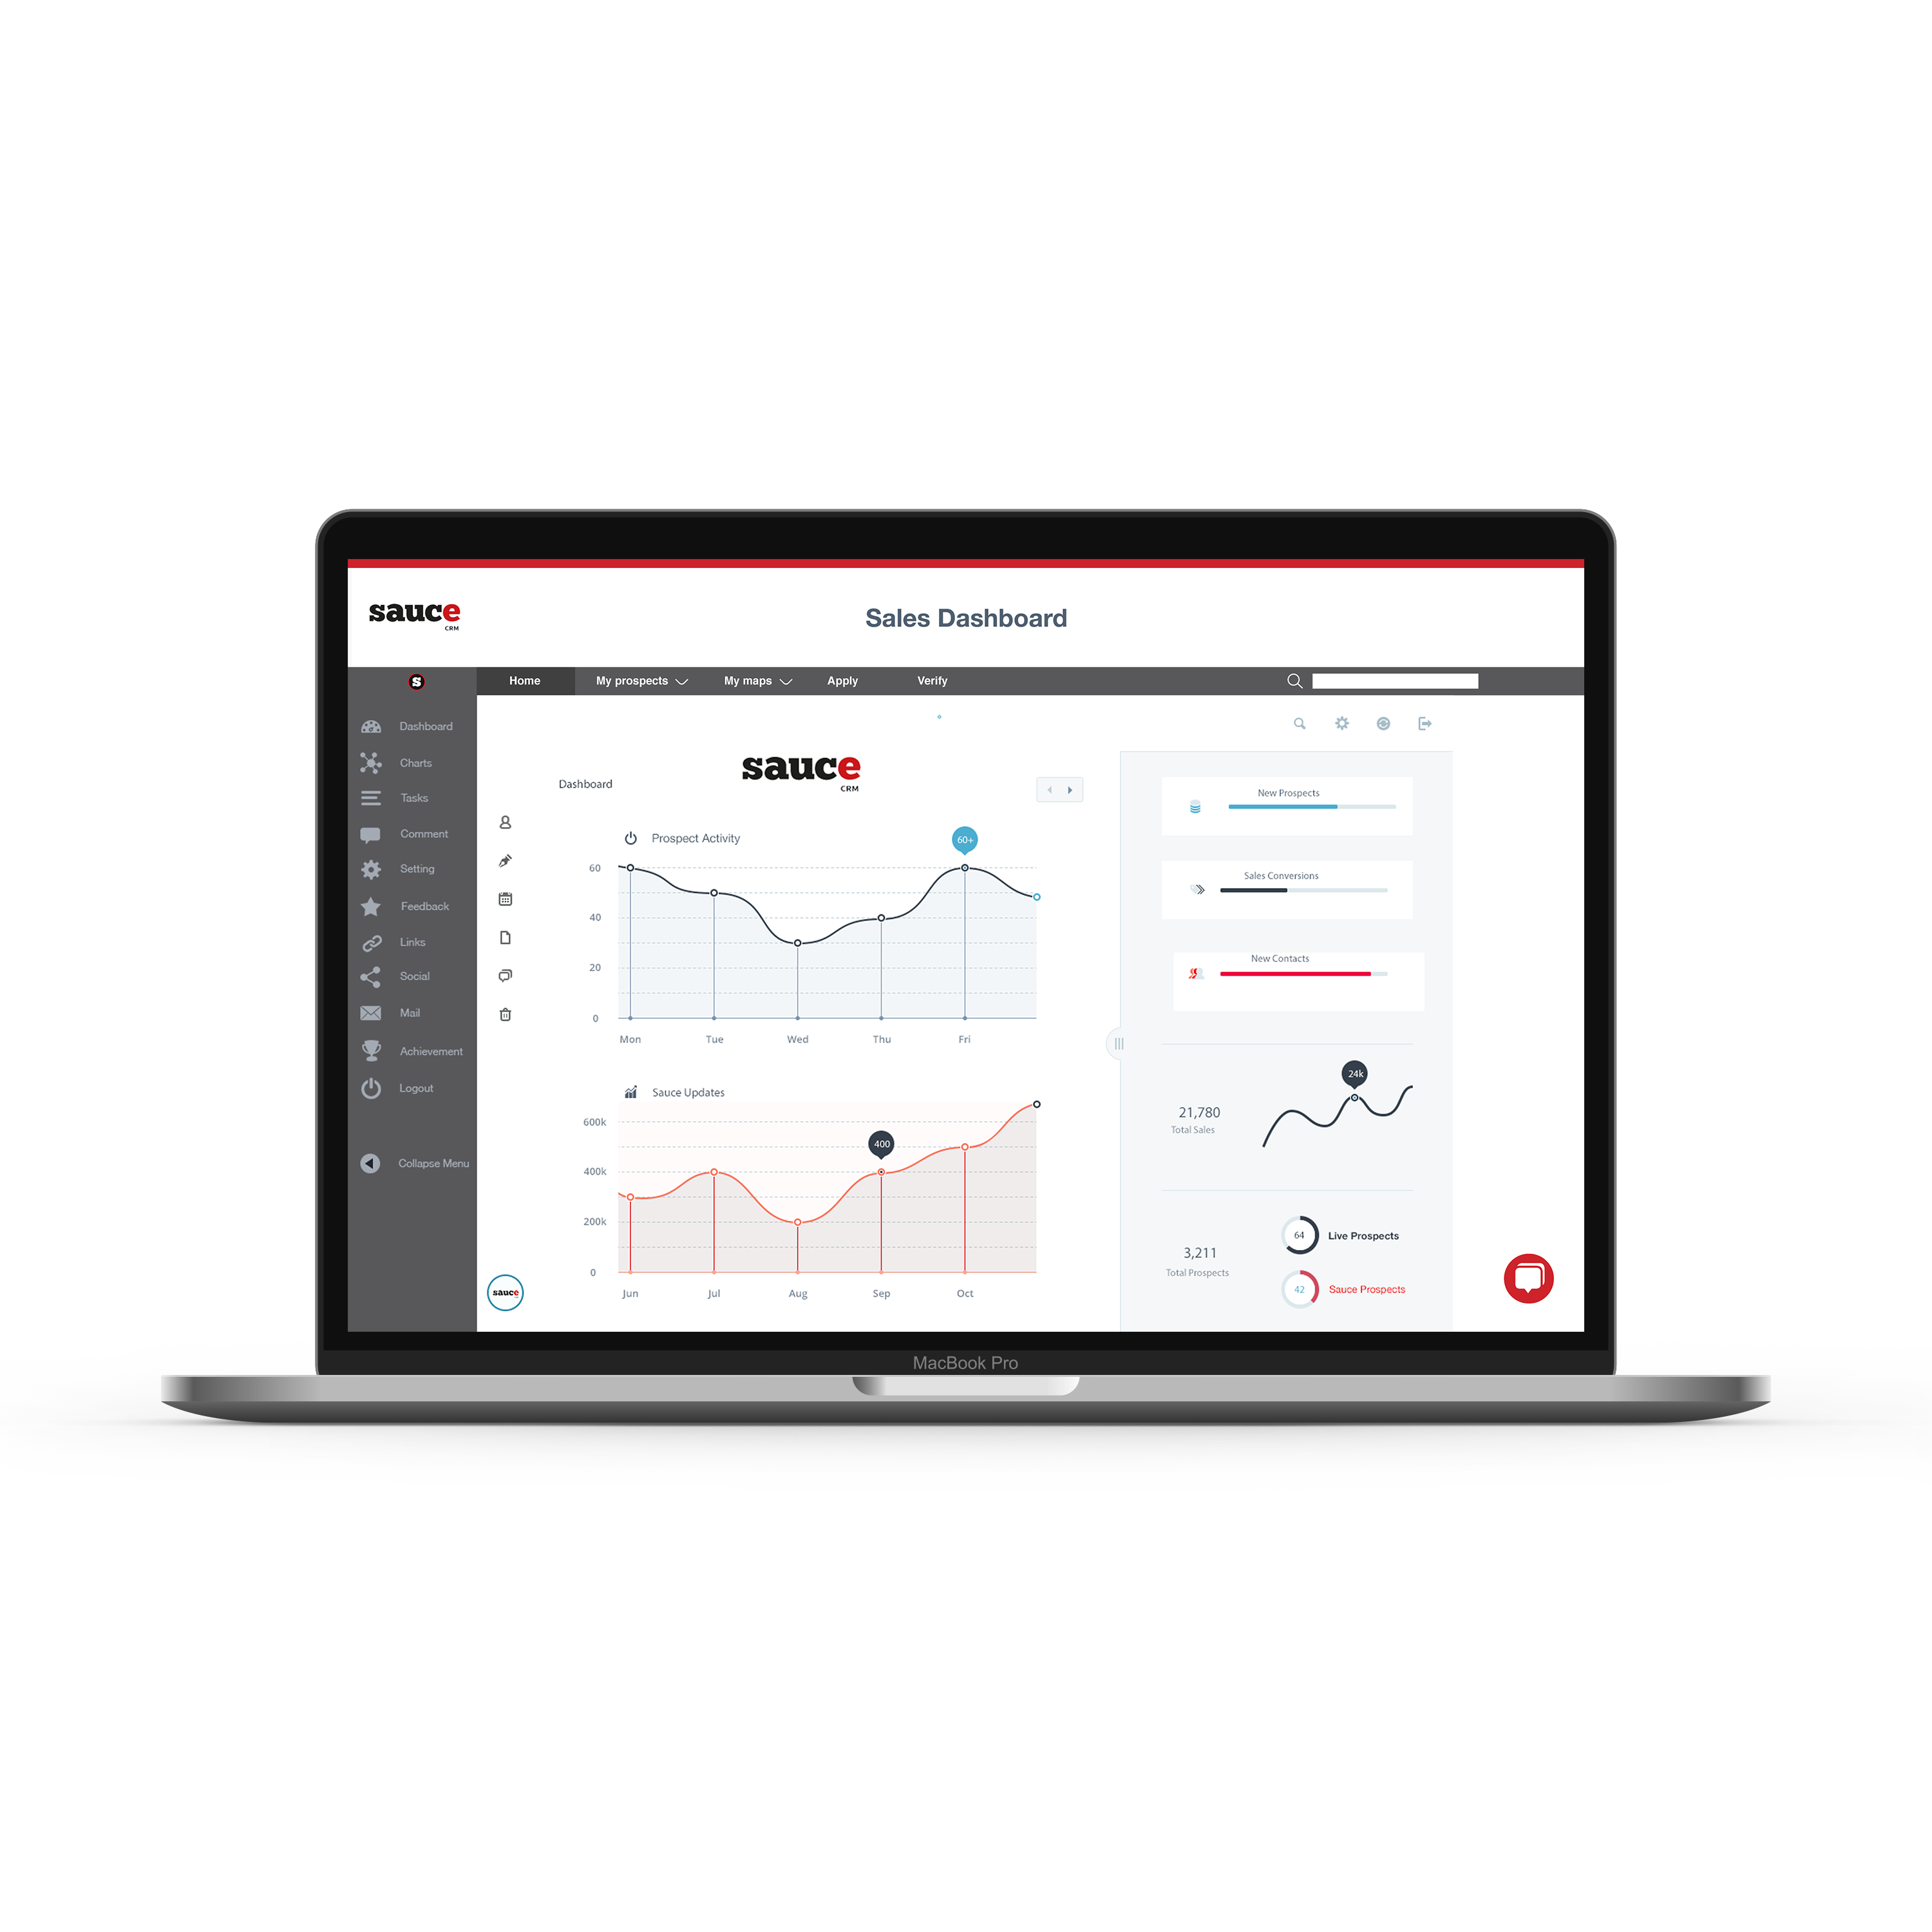 sauce
CRM
Sales Dashboard
S
Home
My prospects
My maps
Apply
Verify
Dashboard
Charts
Tasks
Comment
Setting
Feedback
Links
Social
Mail
Achievement
Logout
Collapse Menu
Dashboard
sauce
CRM
Prospect Activity
60+
60
40
20
0
Mon Tue Wed Thu Fri
Sauce Updates
600k
400k
200k
0
400
Jun Jul Aug Sep Oct
sauce
New Prospects
Sales Conversions
New Contacts
24k
21,780
Total Sales
3,211
Total Prospects
64 Live Prospects
42 Sauce Prospects
MacBook Pro